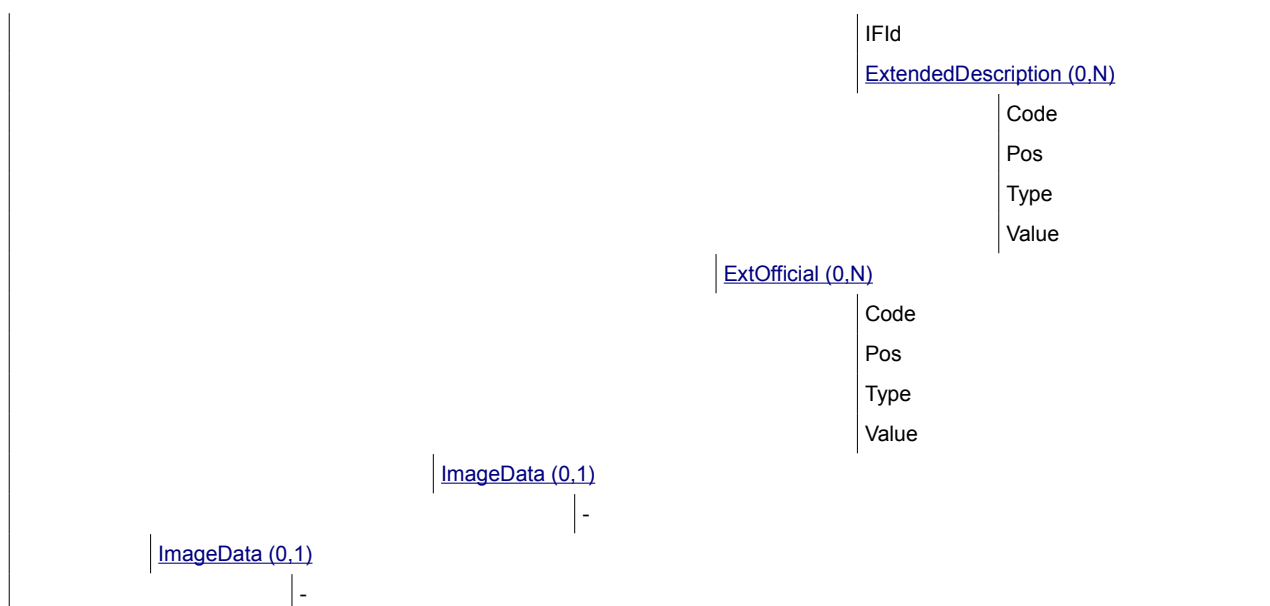 IFId
ExtendedDescription (0,N)
Code
Pos
Type
Value
ExtOfficial (0,N)
Code
Pos
Type
Value
ImageData (0,1)
-
ImageData (0,1)
-